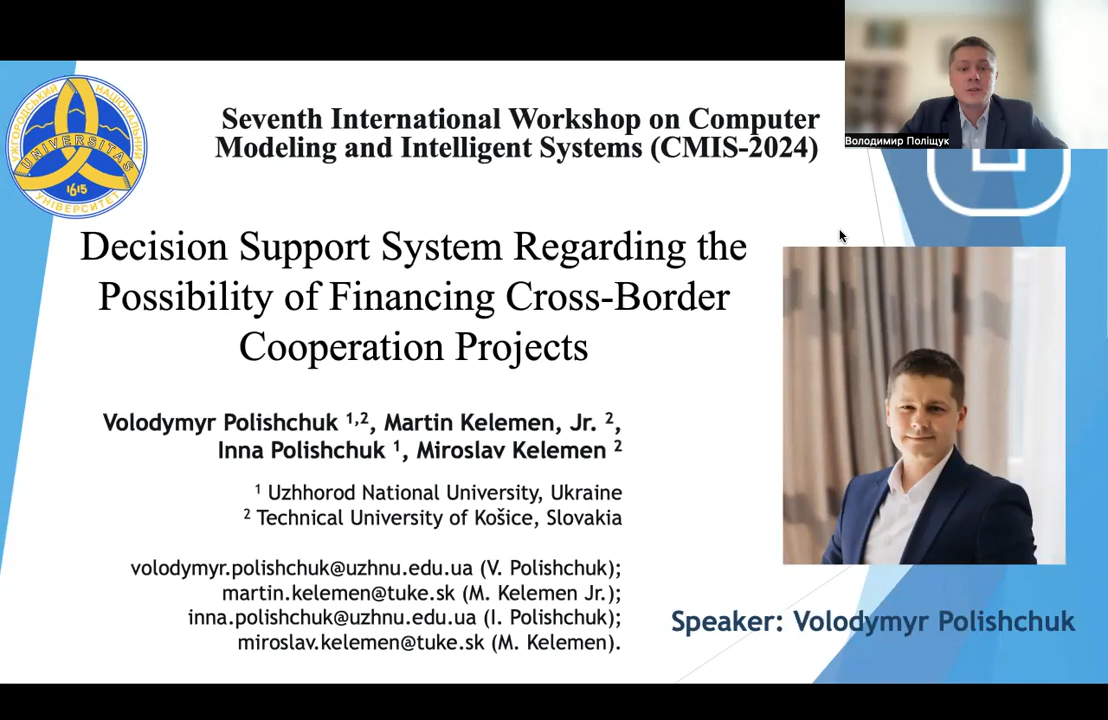 УЖГОРОДСЬКИЙ НАЦІОНАЛЬНИЙ
UNIVERSITAS
1615
УНІВЕРСИТЕТ
Seventh International Workshop on Computer
Modeling and Intelligent Systems (CMIS-2024)
Володимир Поліщук
Decision Support System Regarding the
Possibility of Financing Cross-Border
Cooperation Projects
Volodymyr Polishchuk 1,2, Martin Kelemen, Jr. 2,
Inna Polishchuk 1, Miroslav Kelemen 2
1 Uzhhorod National University, Ukraine
2 Technical University of Košice, Slovakia
volodymyr.polishchuk@uzhnu.edu.ua (V. Polishchuk);
martin.kelemen@tuke.sk (M. Kelemen Jr.);
inna.polishchuk@uzhnu.edu.ua (I. Polishchuk);
miroslav.kelemen@tuke.sk (M. Kelemen).
Speaker: Volodymyr Polishchuk